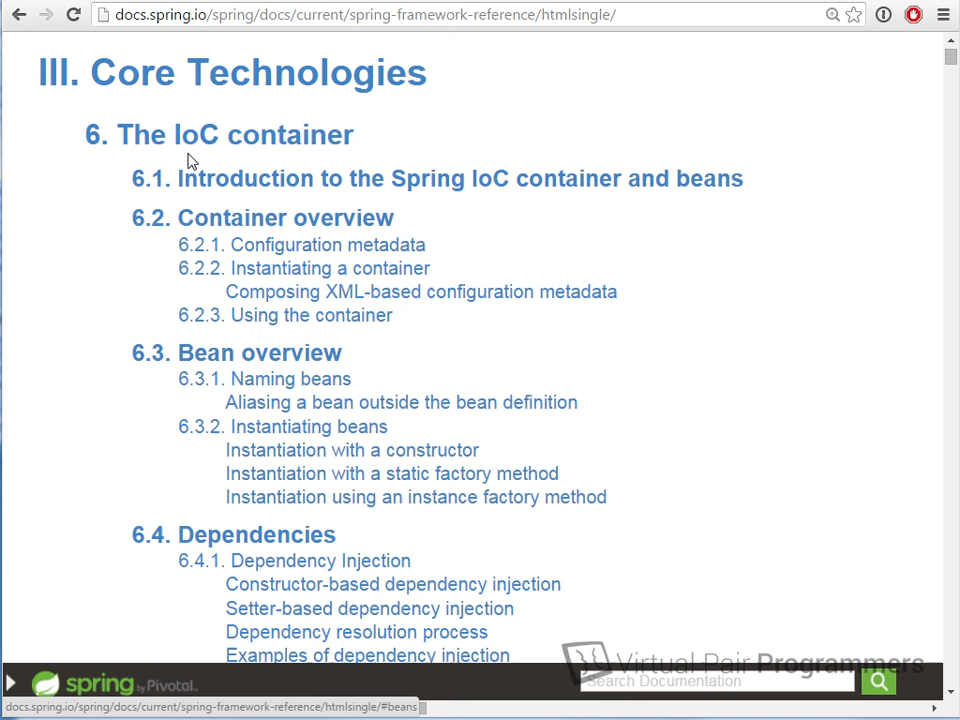 docs.spring.io/spring/docs/current/spring-framework-reference/htmlsingle/
III. Core Technologies
6. The IoC container
6.1. Introduction to the Spring IoC container and beans
6.2. Container overview
6.2.1. Configuration metadata
6.2.2. Instantiating a container
Composing XML-based configuration metadata
6.2.3. Using the container
6.3. Bean overview
6.3.1. Naming beans
Aliasing a bean outside the bean definition
6.3.2. Instantiating beans
Instantiation with a constructor
Instantiation with a static factory method
Instantiation using an instance factory method
6.4. Dependencies
6.4.1. Dependency Injection
Constructor-based dependency injection
Setter-based dependency injection
Dependency resolution process
Examples of dependency injection
Virtual Pair Programmers
spring by Pivotal.
Search Documentation
docs.spring.io/spring/docs/current/spring-framework-reference/htmlsingle/#beans